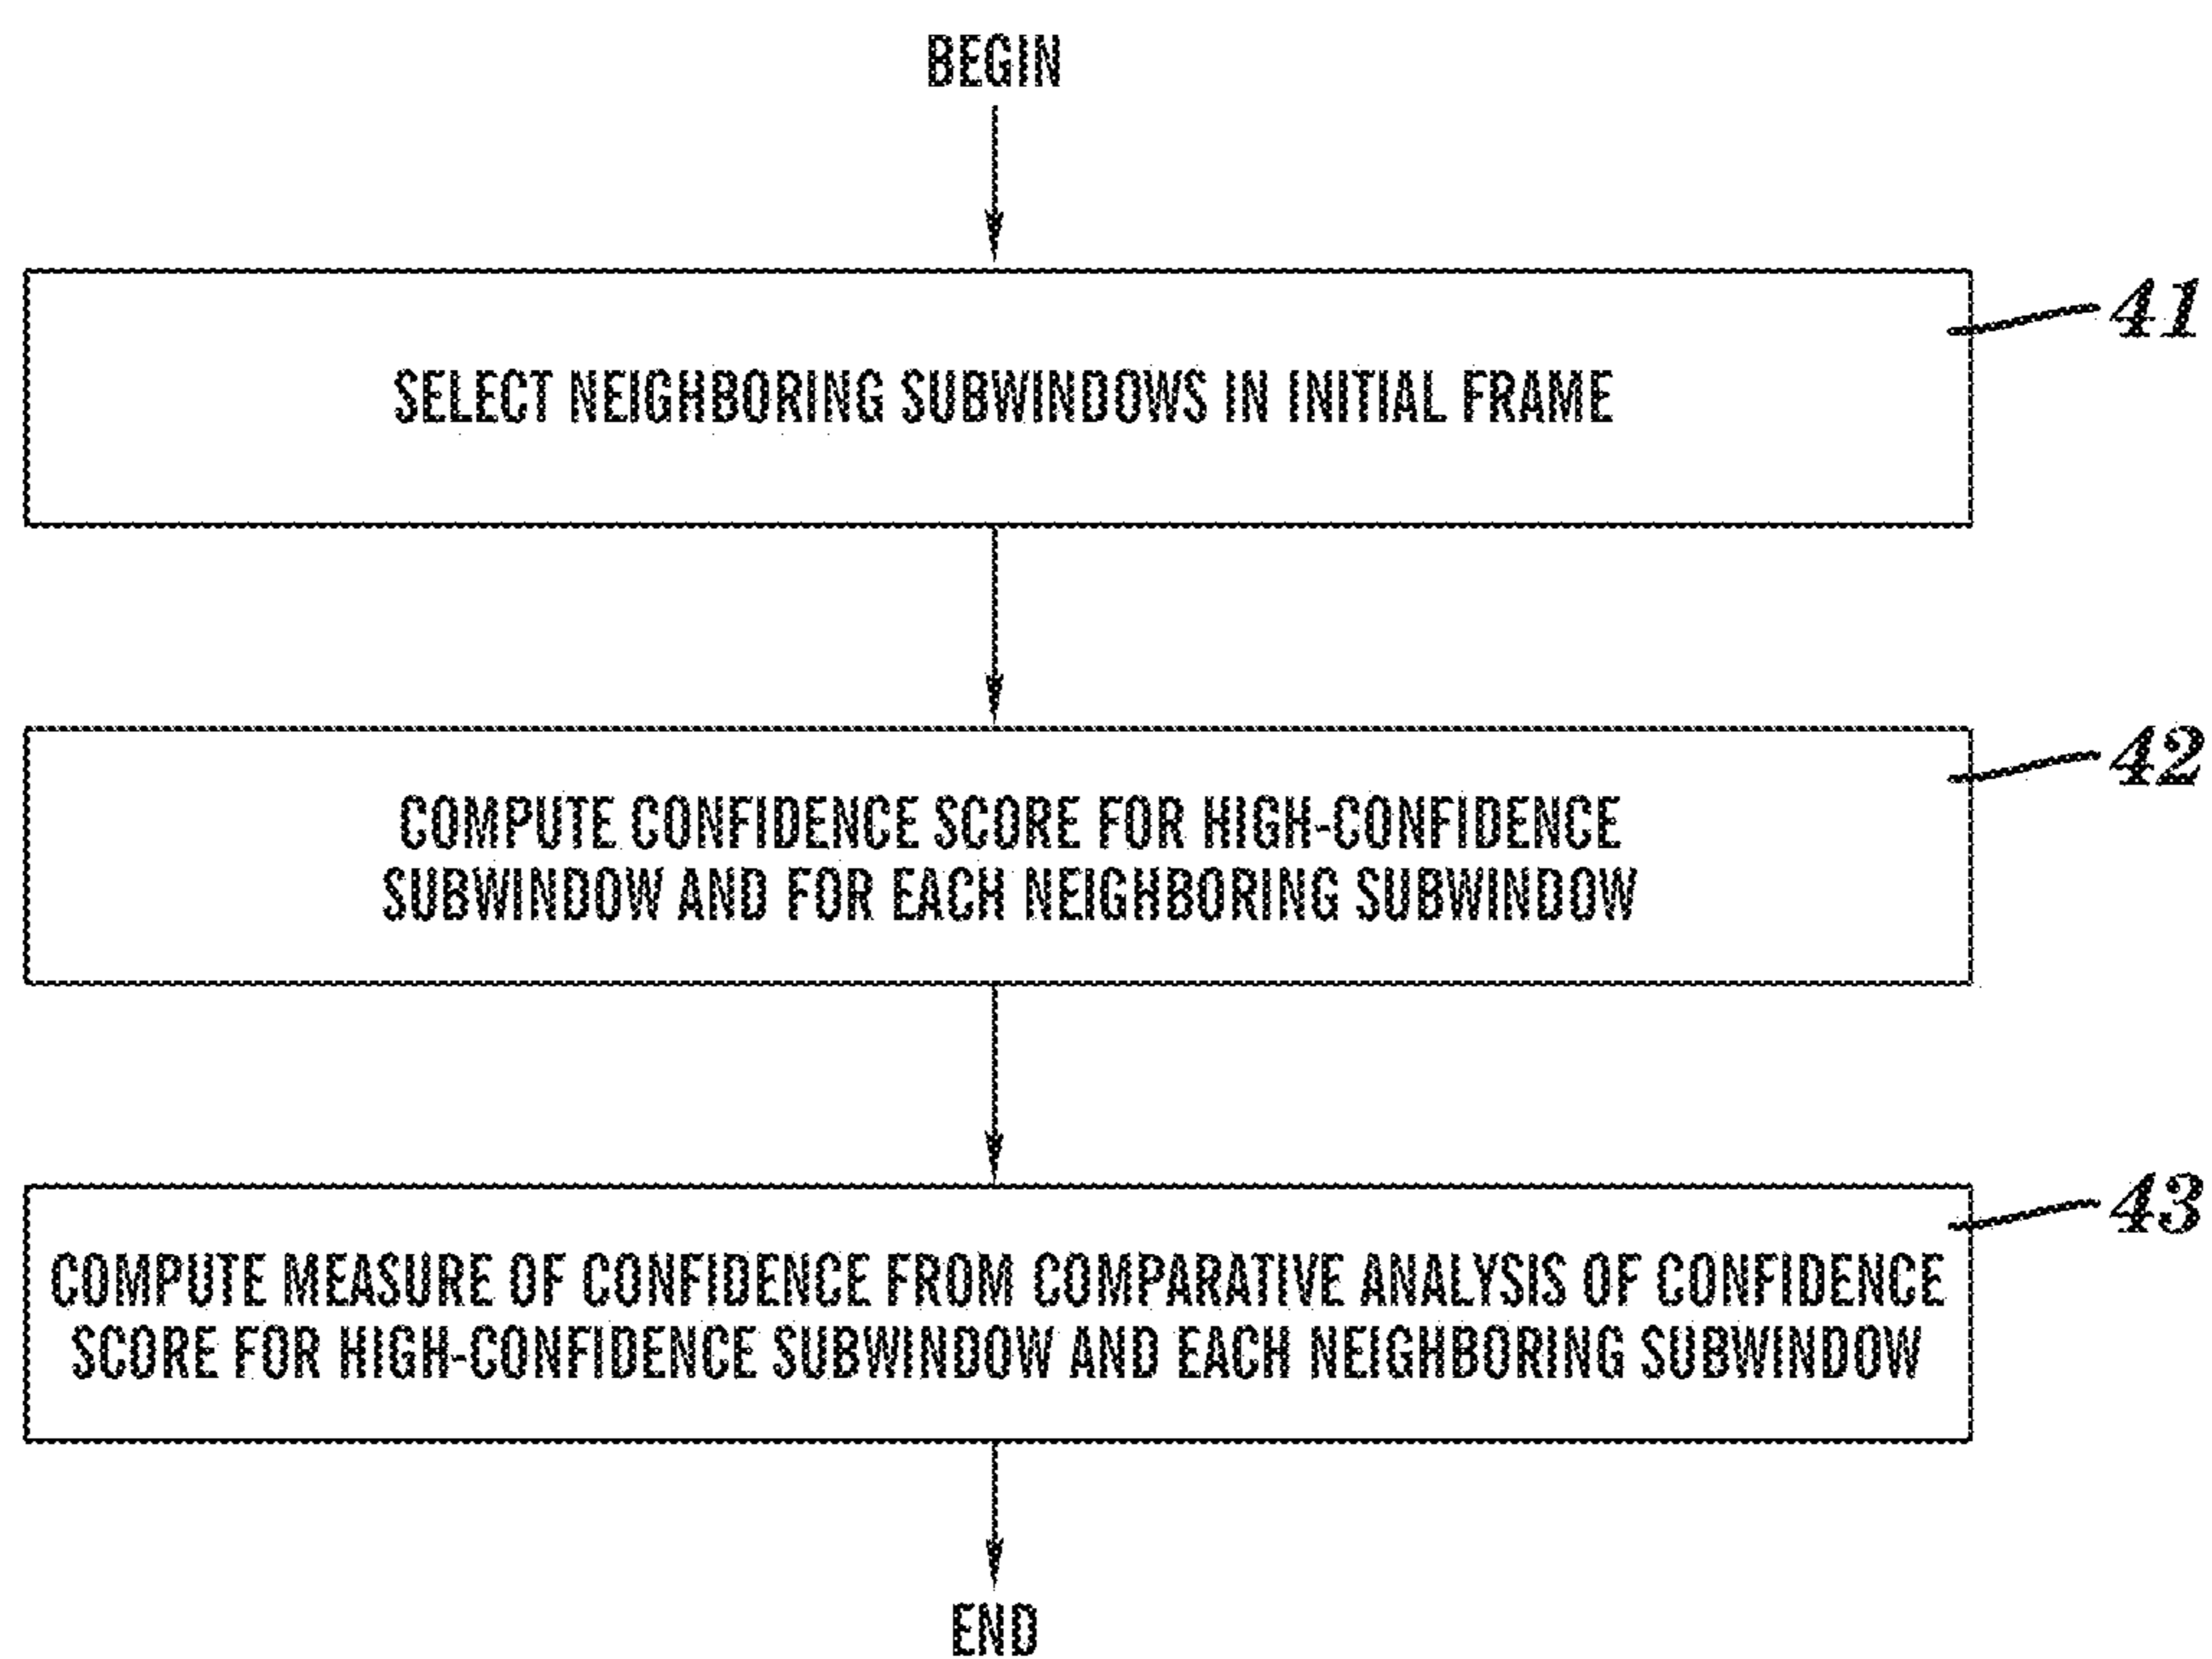 BEGIN
41
SELECT NEIGHBORING SUBWINDOWS IN INITIAL FRAME
42
COMPUTE CONFIDENCE SCORE FOR HIGH-CONFIDENCE
SUBWINDOW AND FOR EACH NEIGHBORING SUBWINDOW
43
COMPUTE MEASURE OF CONFIDENCE FROM COMPARATIVE ANALYSIS OF CONFIDENCE
SCORE FOR HIGH-CONFIDENCE SUBWINDOW AND EACH NEIGHBORING SUBWINDOW
END